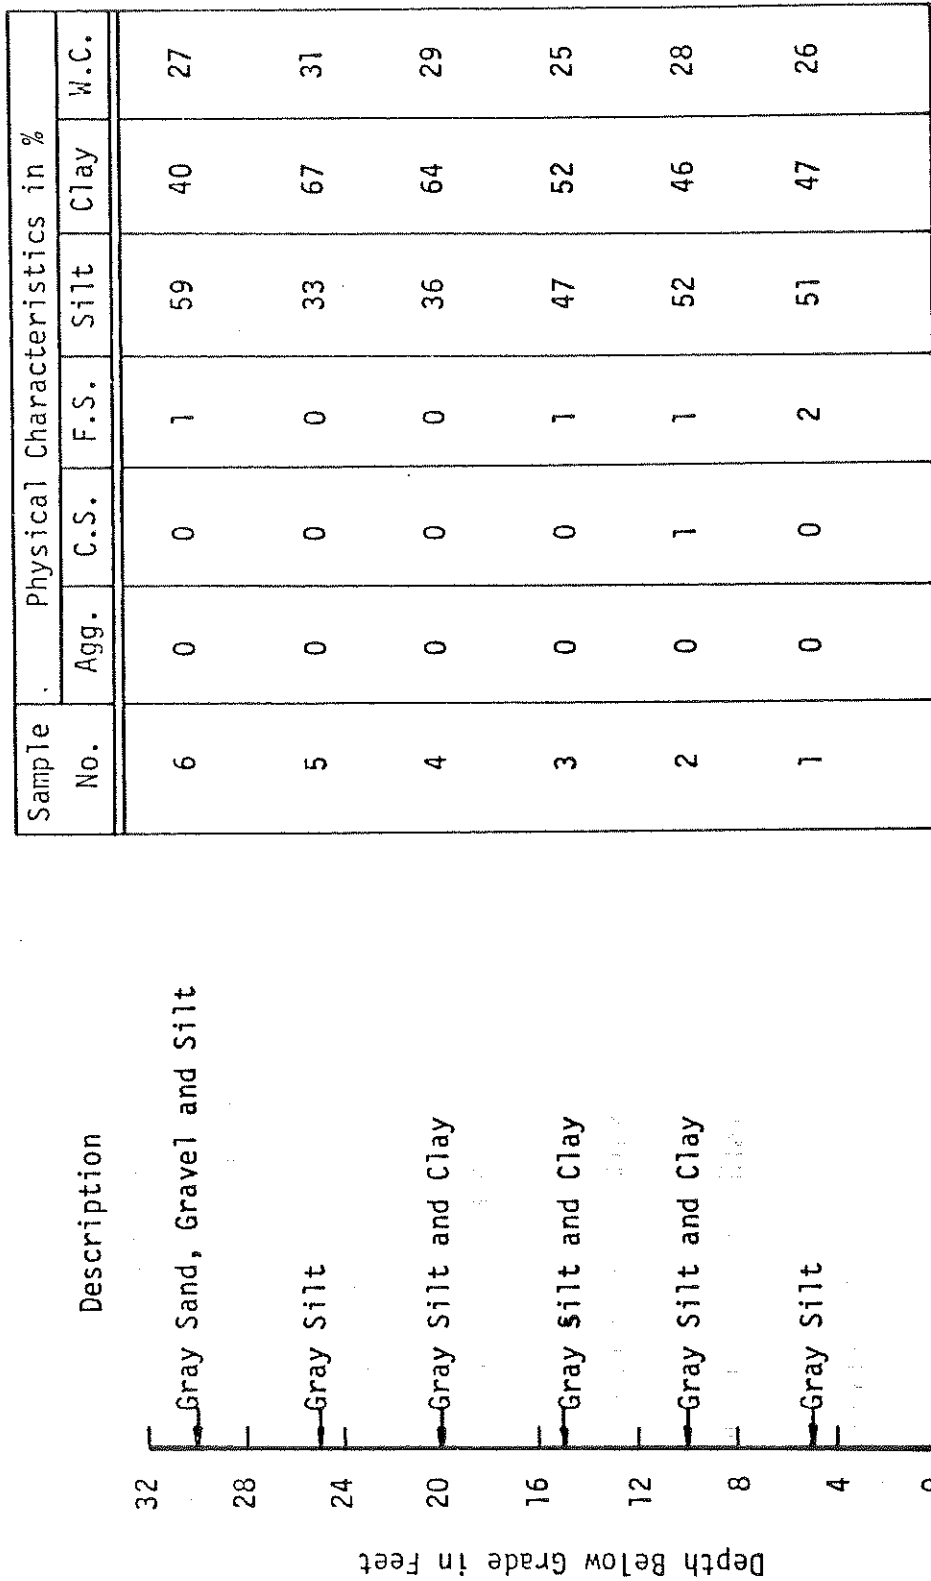 Sample . Physical Characteristics in %
No. Agg. C.S. F.S. Silt Clay W.C.
6 0 0 1 59 40 27
5 0 0 0 33 67 31
4 0 0 0 36 64 29
3 0 0 1 47 52 25
2 0 1 1 52 46 28
1 0 0 2 51 47 26
Description
Gray Sand, Gravel and Silt
Gray Silt
Gray Silt and Clay
Gray Silt and Clay
Gray Silt and Clay
Gray Silt
32
28
24
20
16
12
8
4
0
Depth Below Grade in Feet